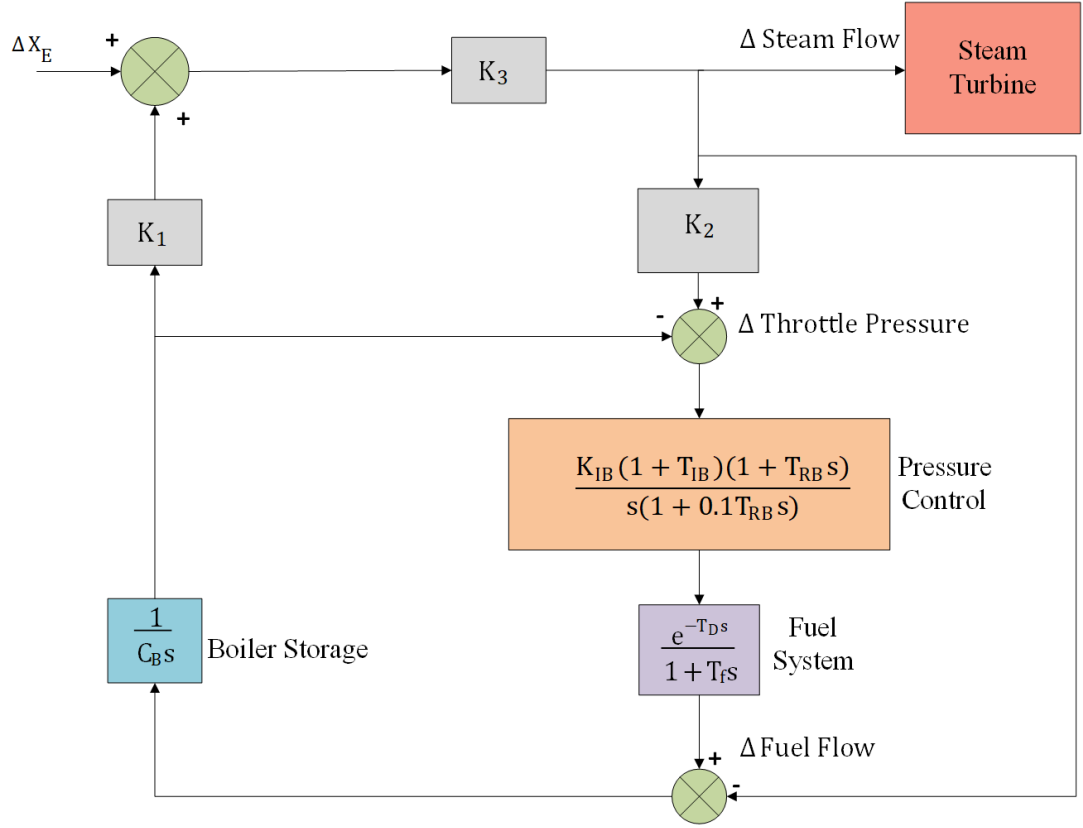 Δ X_E
+
+
K₃
Δ Steam Flow
Steam
Turbine
K₁
K₂
-
+
Δ Throttle Pressure
K_IB (1 + T_IB)(1 + T_RB s)
s(1 + 0.1T_RB s)
Pressure
Control
1
C_B s
Boiler Storage
e^(−T_D s)
1 + T_f s
Fuel
System
+
Δ Fuel Flow
-